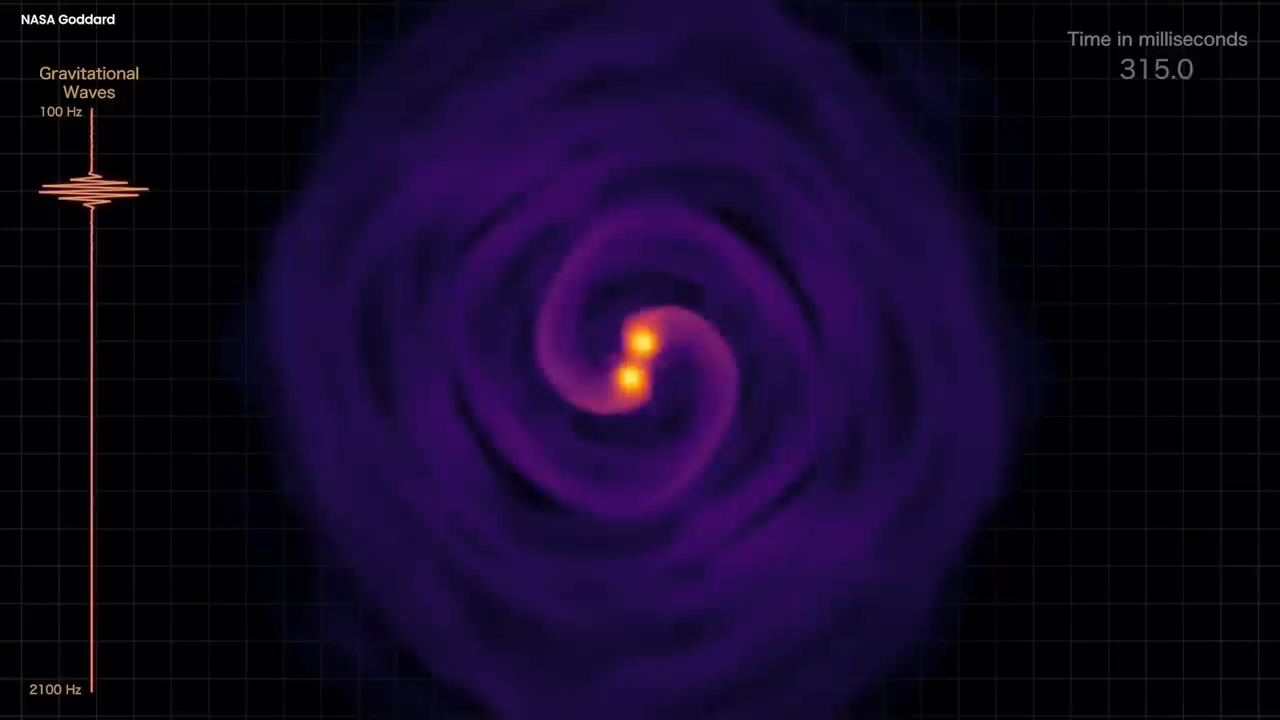 NASA Goddard
Time in milliseconds
315.0
Gravitational
Waves
100 Hz
2100 Hz